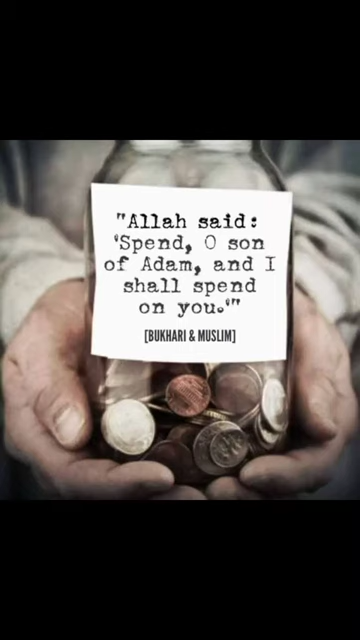 "Allah said:
'Spend, O son
of Adam, and I
shall spend
on you.'"
[BUKHARI & MUSLIM]